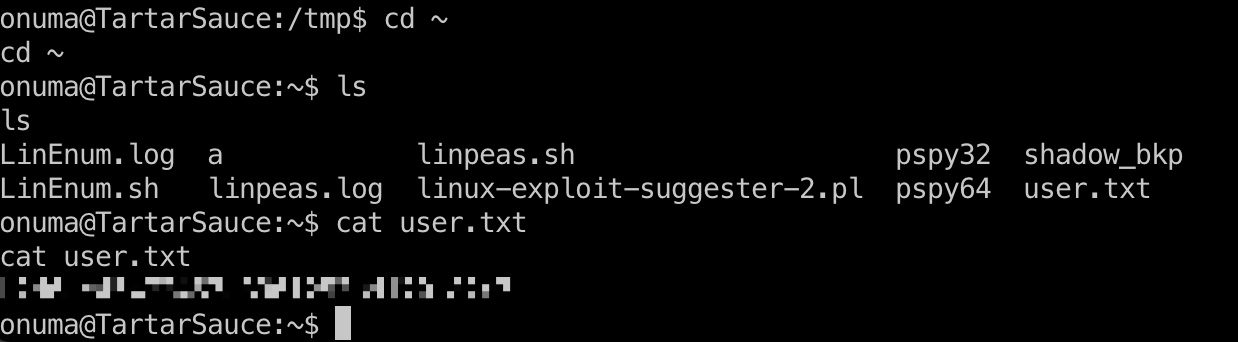 onuma@TartarSauce:/tmp$ cd ~
cd ~
onuma@TartarSauce:~$ ls
ls
LinEnum.log  a            linpeas.sh                    pspy32  shadow_bkp
LinEnum.sh  linpeas.log  linux-exploit-suggester-2.pl  pspy64  user.txt
onuma@TartarSauce:~$ cat user.txt
cat user.txt
onuma@TartarSauce:~$